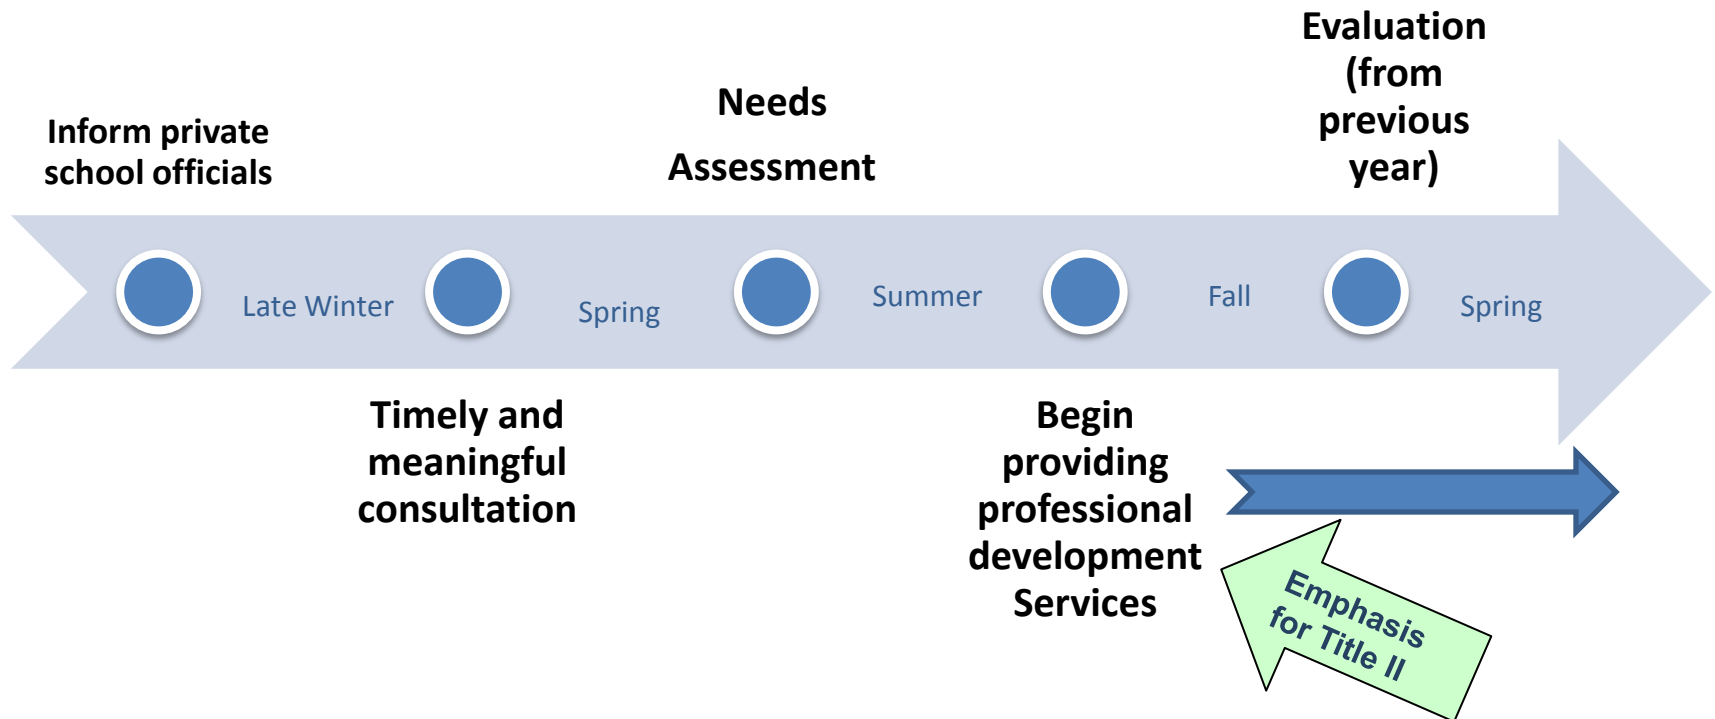 Inform private
school officials
Needs
Assessment
Evaluation
(from
previous
year)
Late Winter
Spring
Summer
Fall
Spring
Timely and
meaningful
consultation
Begin
providing
professional
development
Services
Emphasis
for Title II